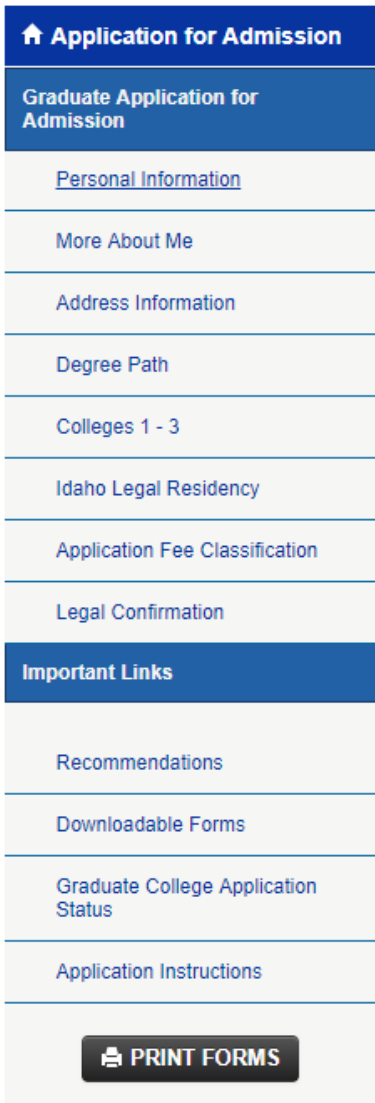 Application for Admission
Graduate Application for
Admission
Personal Information
More About Me
Address Information
Degree Path
Colleges 1 - 3
Idaho Legal Residency
Application Fee Classification
Legal Confirmation
Important Links
Recommendations
Downloadable Forms
Graduate College Application
Status
Application Instructions
PRINT FORMS